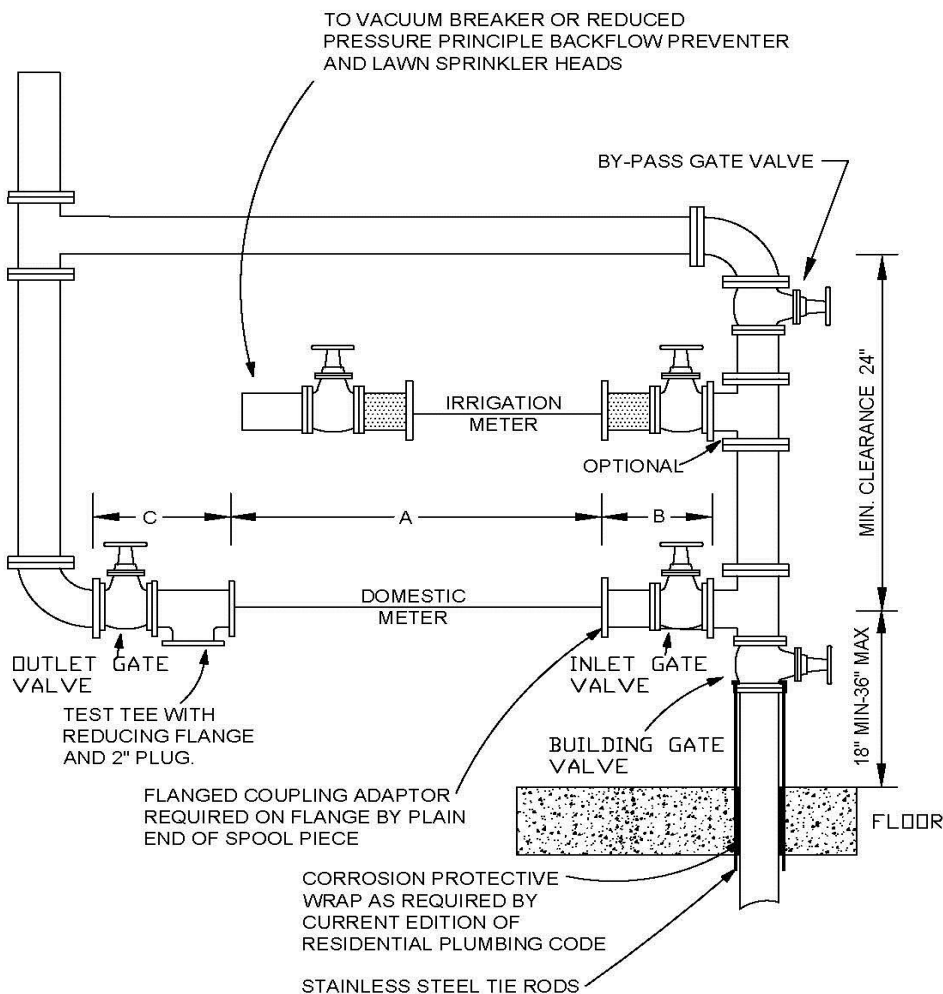 TO VACUUM BREAKER OR REDUCED
PRESSURE PRINCIPLE BACKFLOW PREVENTER
AND LAWN SPRINKLER HEADS
BY-PASS GATE VALVE
MIN. CLEARANCE 24"
IRRIGATION
METER
OPTIONAL
C
A
B
DOMESTIC
METER
OUTLET GATE
VALVE
INLET GATE
VALVE
18" MIN-36" MAX
TEST TEE WITH
REDUCING FLANGE
AND 2" PLUG.
BUILDING GATE
VALVE
FLANGED COUPLING ADAPTOR
REQUIRED ON FLANGE BY PLAIN
END OF SPOOL PIECE
FLOOR
CORROSION PROTECTIVE
WRAP AS REQUIRED BY
CURRENT EDITION OF
RESIDENTIAL PLUMBING CODE
STAINLESS STEEL TIE RODS